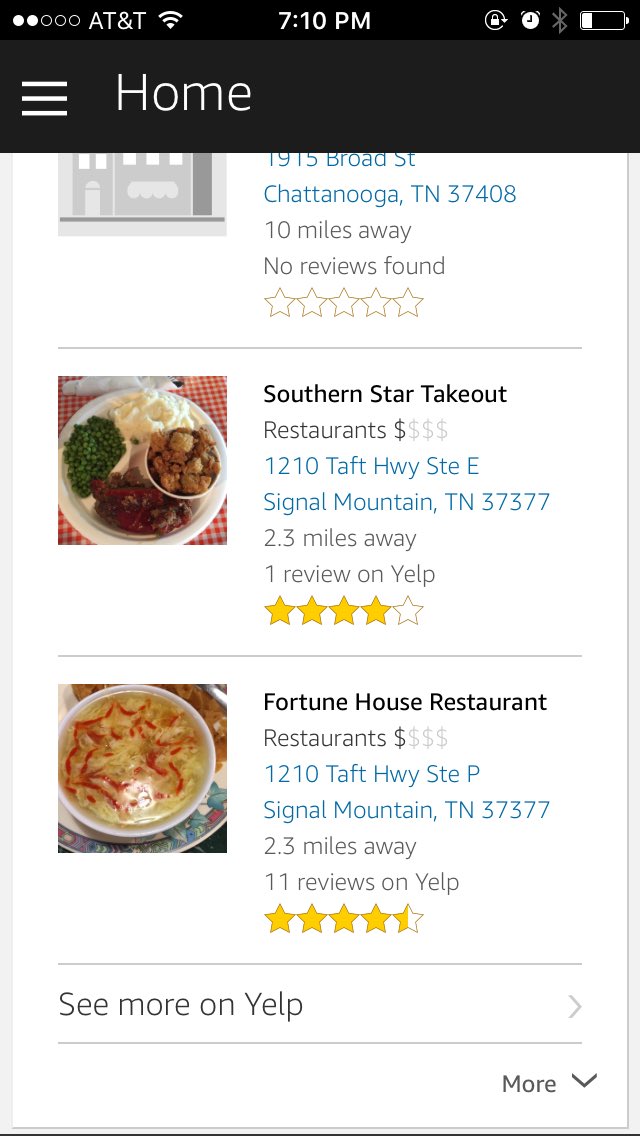 AT&T 7:10 PM
Home
1915 Broad St
Chattanooga, TN 37408
10 miles away
No reviews found
Southern Star Takeout
Restaurants $$$$
1210 Taft Hwy Ste E
Signal Mountain, TN 37377
2.3 miles away
1 review on Yelp
Fortune House Restaurant
Restaurants $$$$
1210 Taft Hwy Ste P
Signal Mountain, TN 37377
2.3 miles away
11 reviews on Yelp
See more on Yelp
More